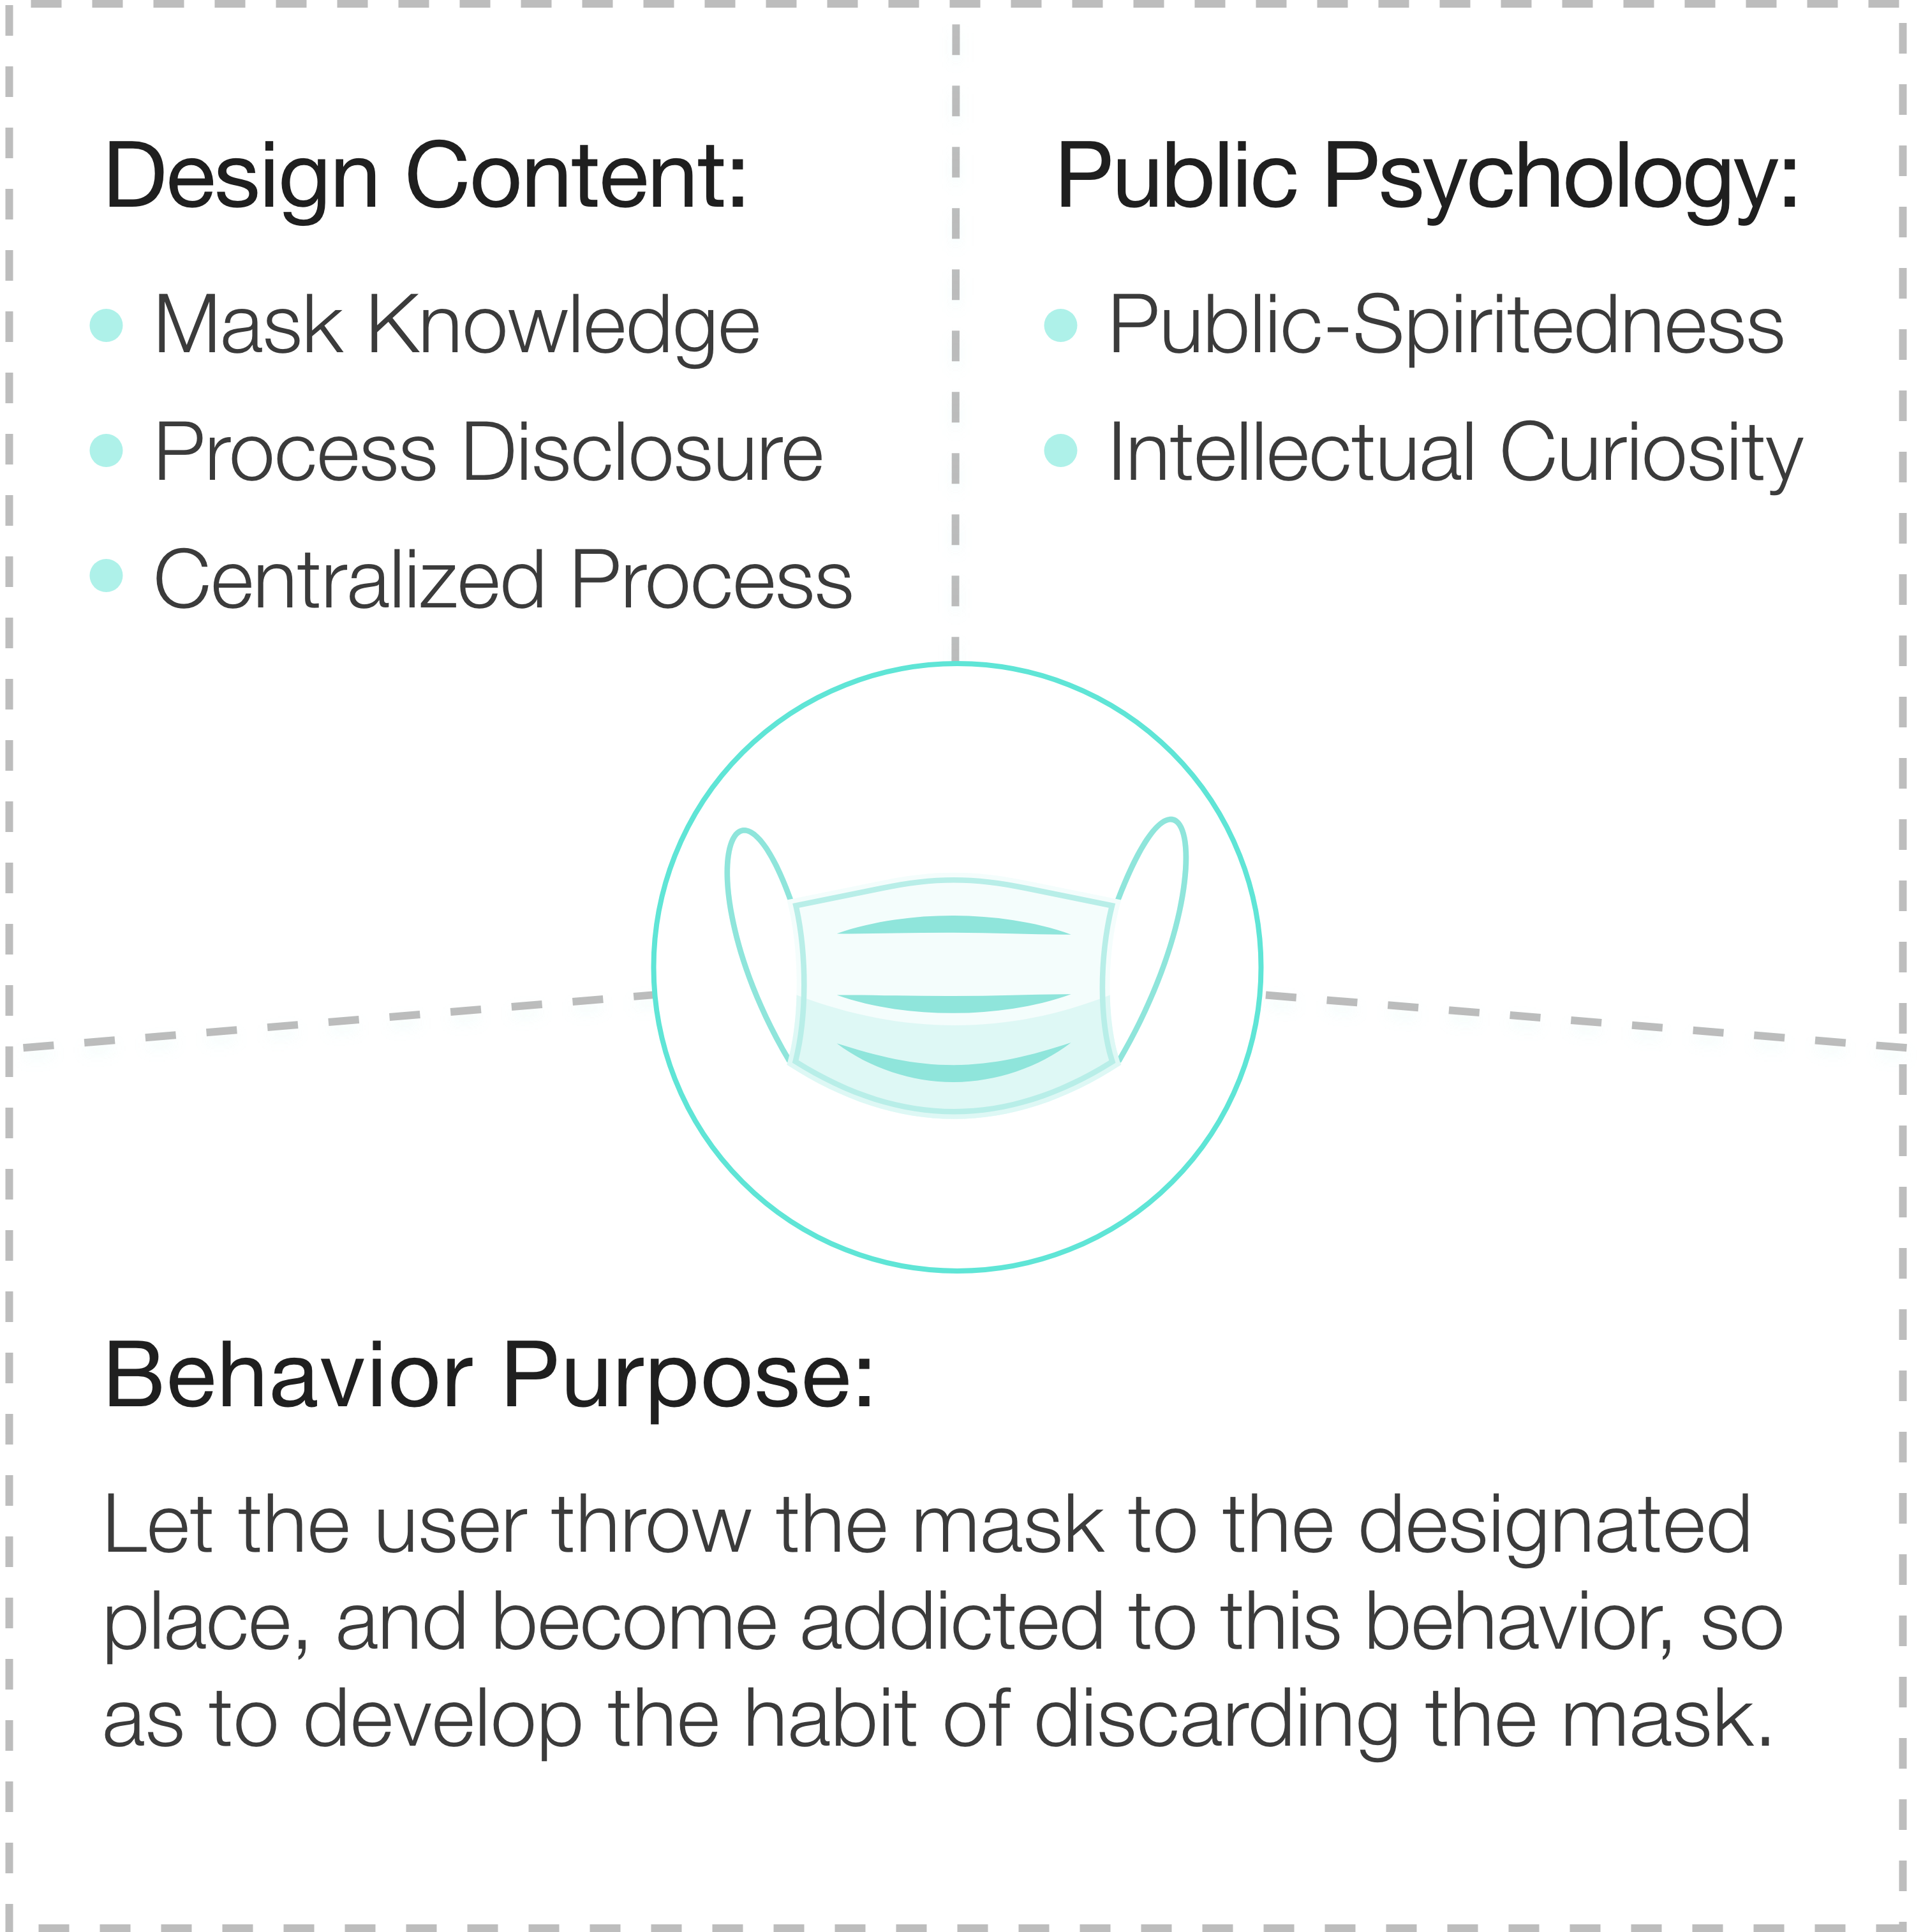 Design Content:
Mask Knowledge
Process Disclosure
Centralized Process
Public Psychology:
Public-Spiritedness
Intellectual Curiosity
Behavior Purpose:
Let the user throw the mask to the designated
place, and become addicted to this behavior, so
as to develop the habit of discarding the mask.